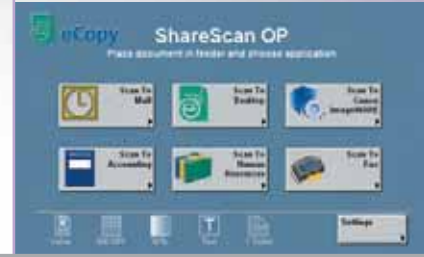 eCopy
ShareScan OP
Place document in feeder and choose application
Scan To
Mail
Scan To
Desktop
Scan To
Canon
imageWARE
Scan To
Accounting
Scan To
Human
Resources
Scan To
Fax
Settings